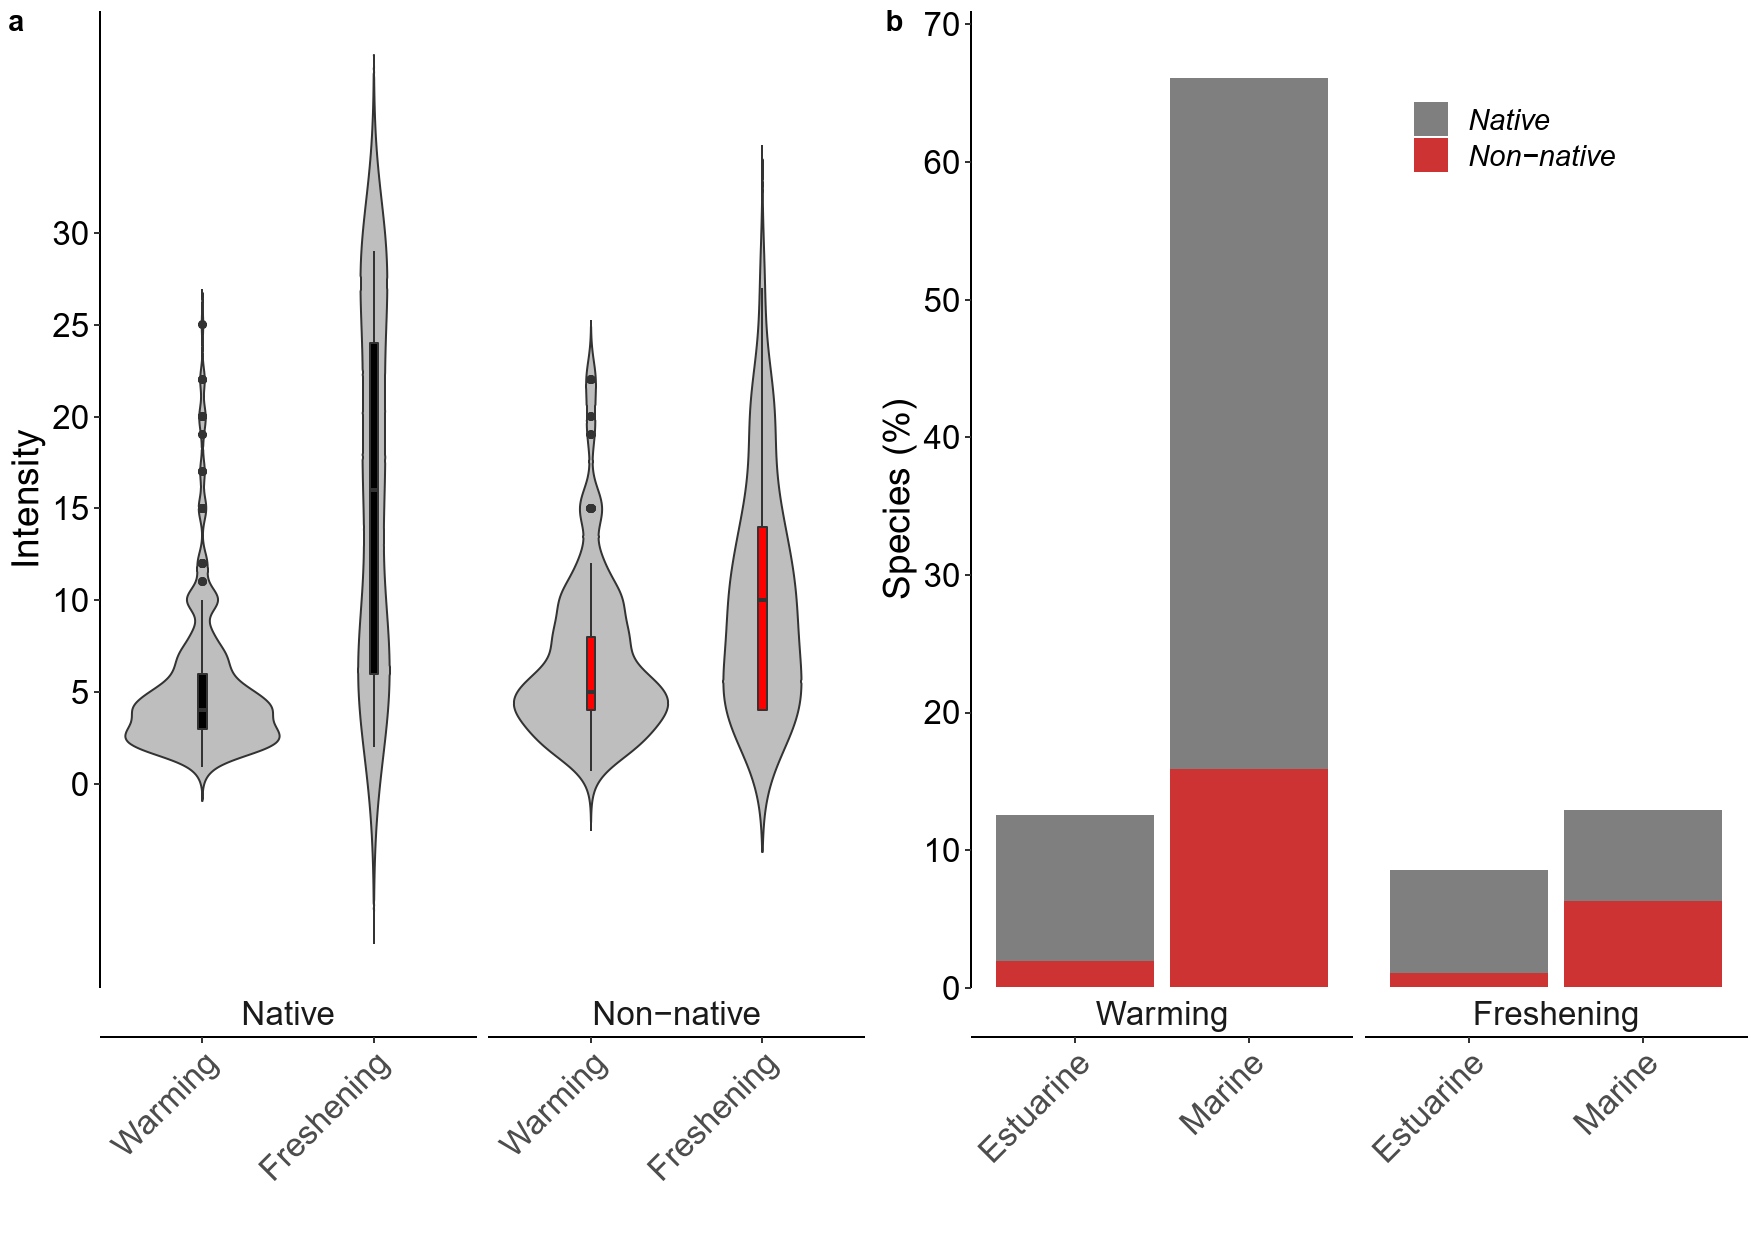 a
Intensity
30
25
20
15
10
5
0
Native
Non−native
Warming
Freshening
Warming
Freshening
b
Species (%)
70
60
50
40
30
20
10
0
Native
Non−native
Warming
Freshening
Estuarine
Marine
Estuarine
Marine